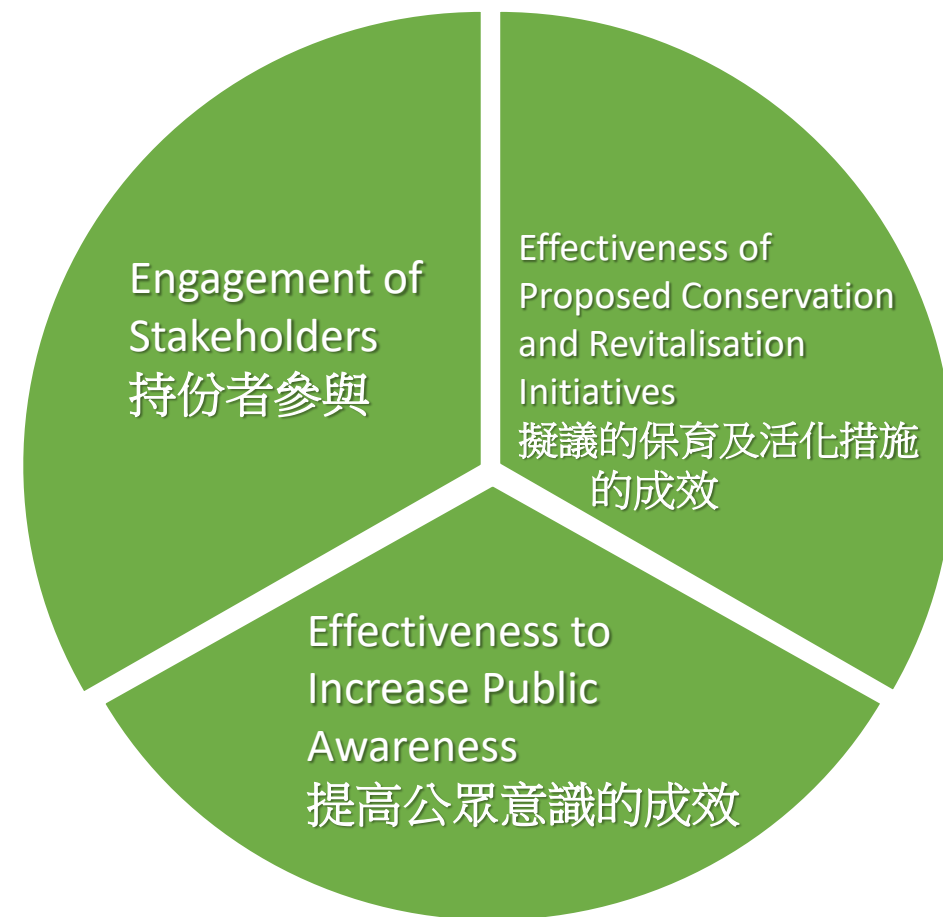 Engagement of
Stakeholders
持份者參與
Effectiveness of
Proposed Conservation
and Revitalisation
Initiatives
擬議的保育及活化措施
的成效
Effectiveness to
Increase Public
Awareness
提高公眾意識的成效